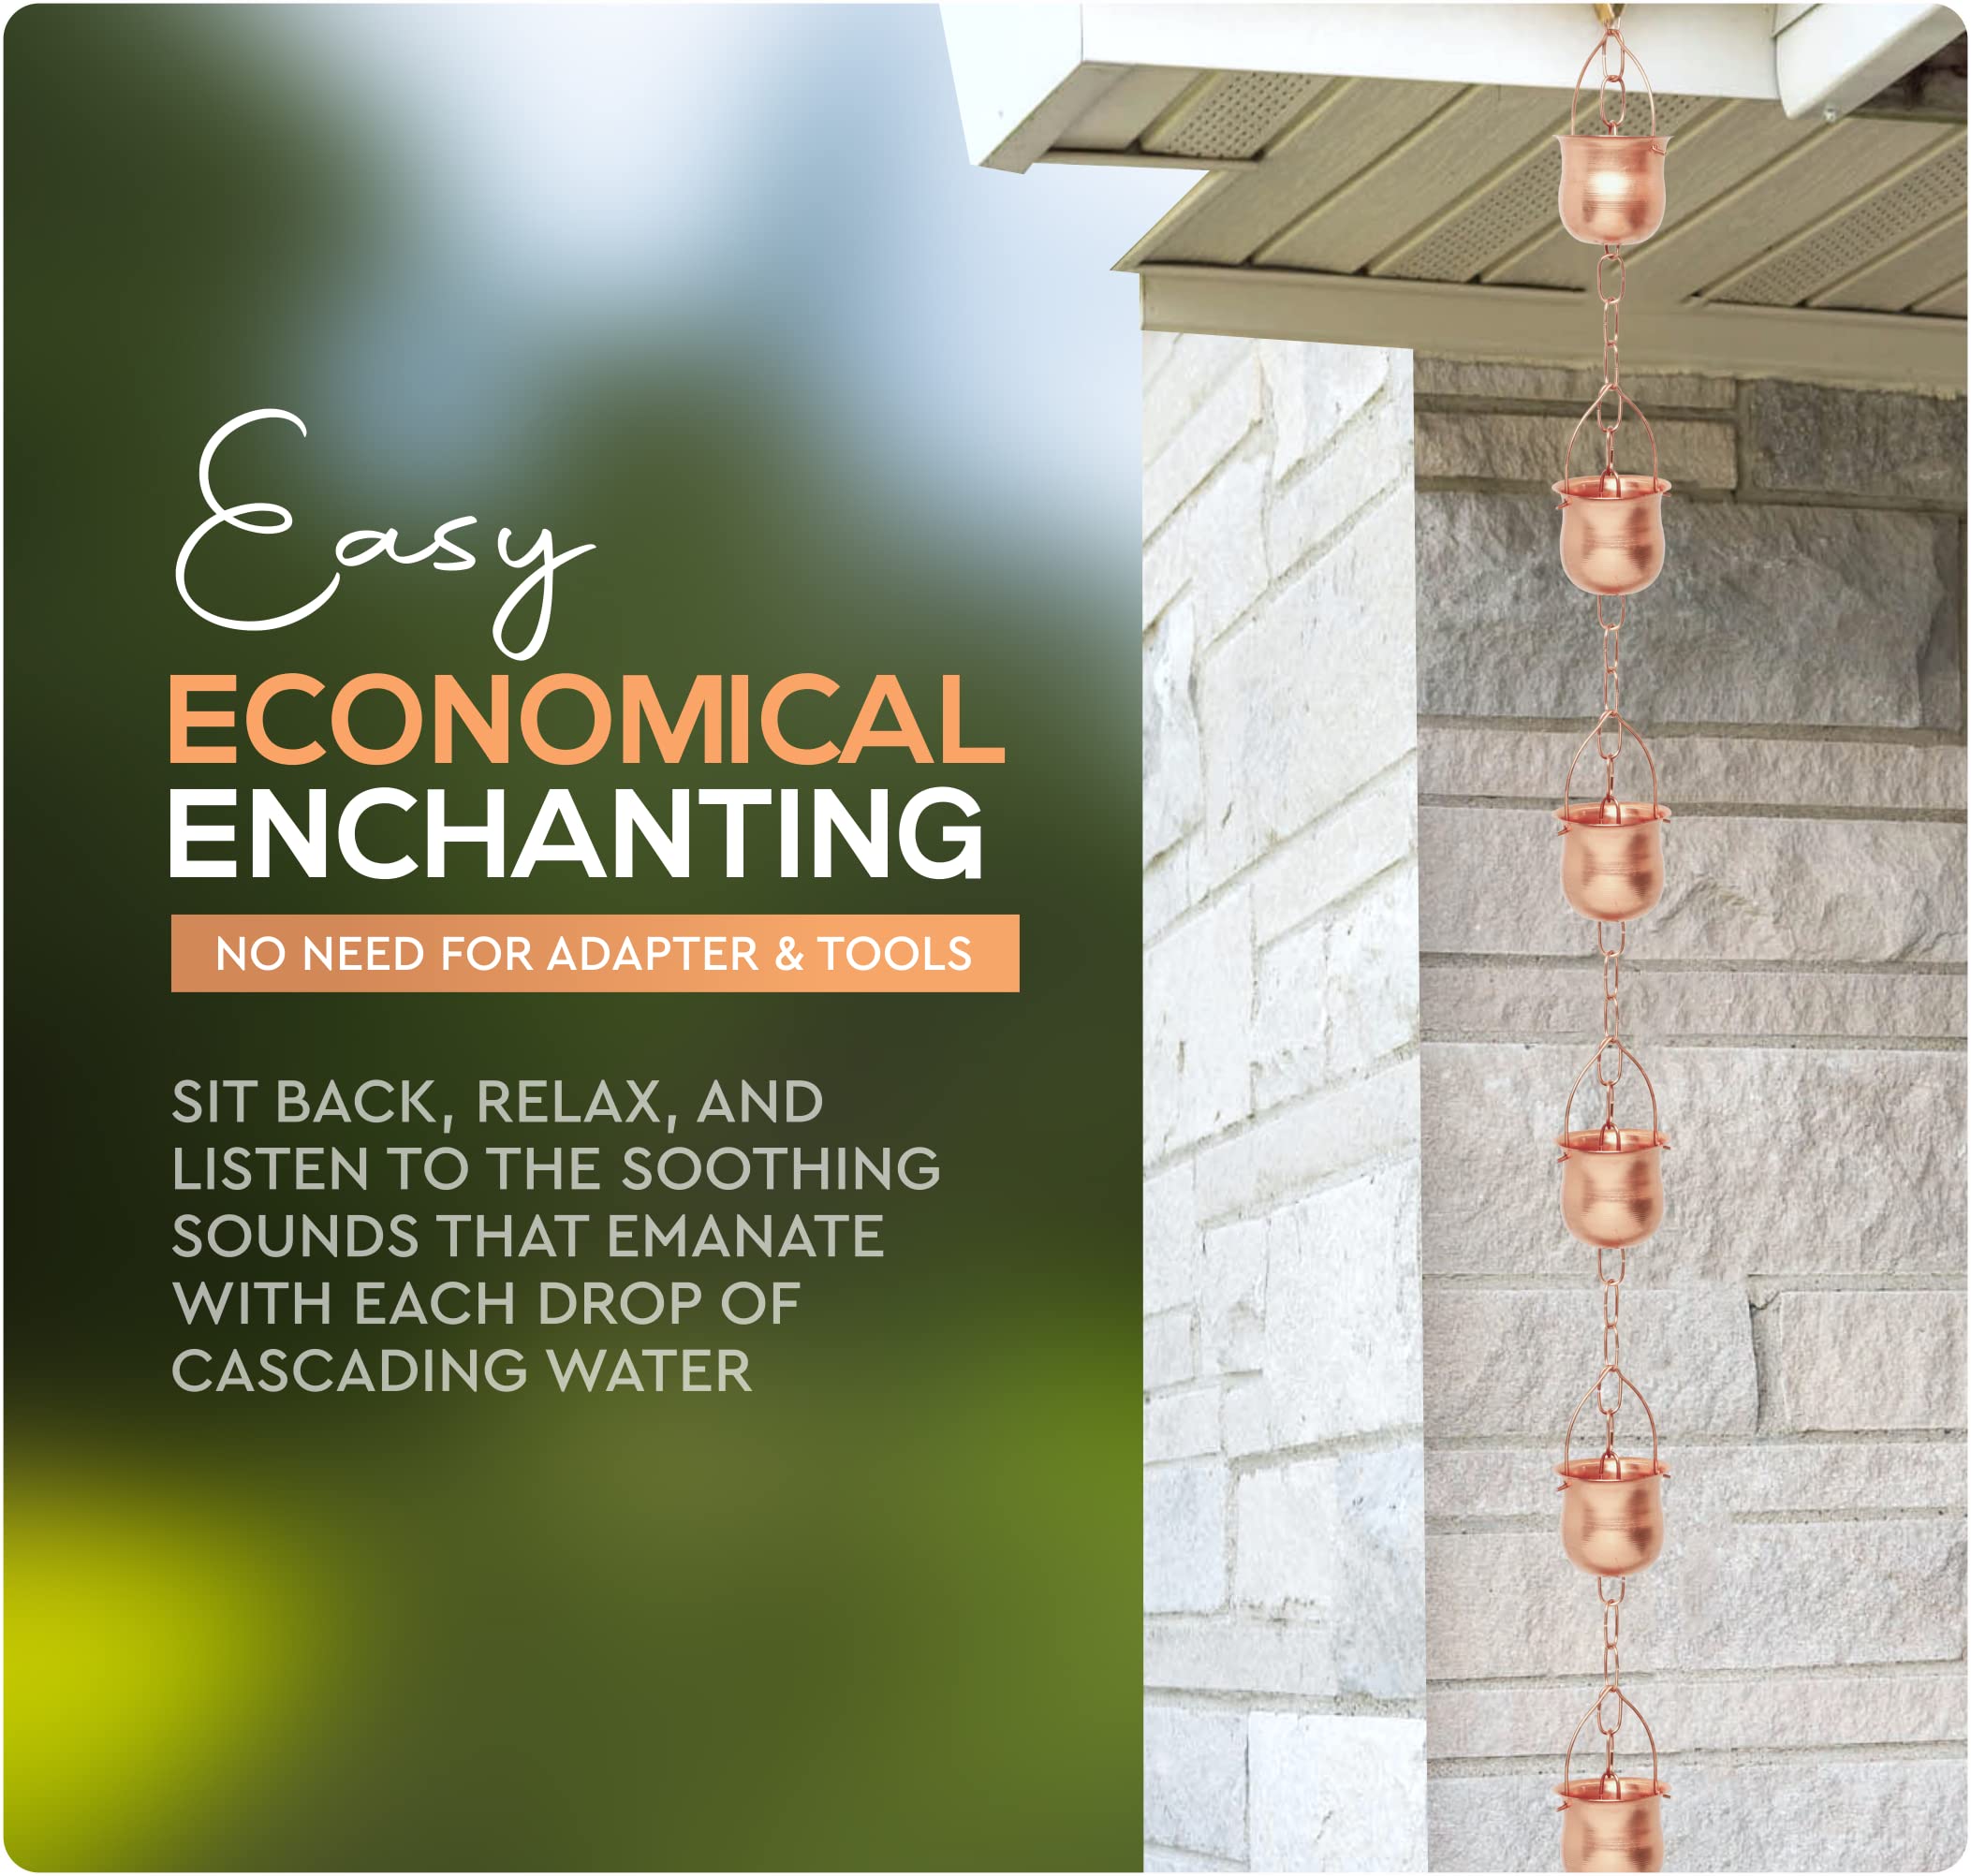 Easy
ECONOMICAL
ENCHANTING
NO NEED FOR ADAPTER & TOOLS
SIT BACK, RELAX, AND
LISTEN TO THE SOOTHING
SOUNDS THAT EMANATE
WITH EACH DROP OF
CASCADING WATER